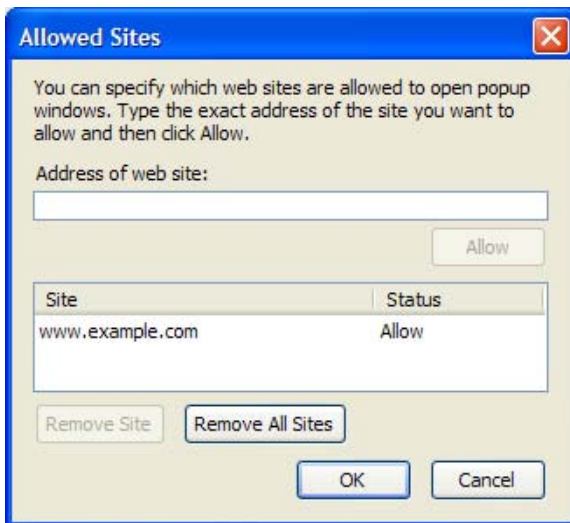 Allowed Sites
You can specify which web sites are allowed to open popup
windows. Type the exact address of the site you want to
allow and then click Allow.
Address of web site:
Allow
Site Status
www.example.com Allow
Remove Site Remove All Sites
OK Cancel